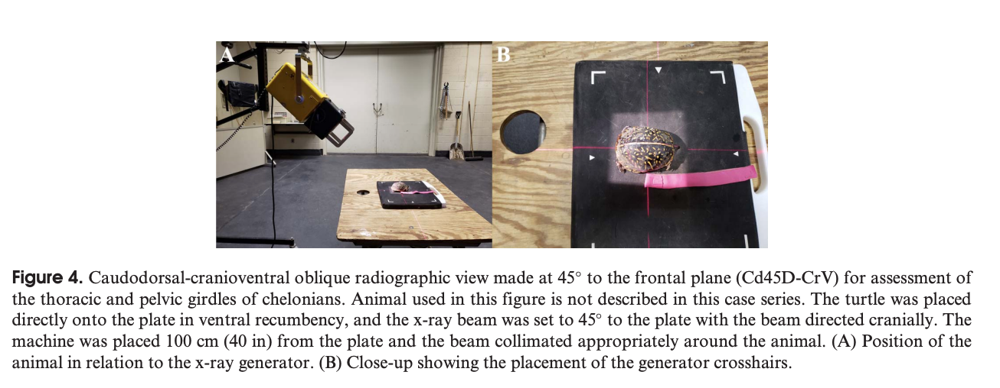 A
B
Figure 4. Caudodorsal-cranioventral oblique radiographic view made at 45° to the frontal plane (Cd45D-CrV) for assessment of
the thoracic and pelvic girdles of chelonians. Animal used in this figure is not described in this case series. The turtle was placed
directly onto the plate in ventral recumbency, and the x-ray beam was set to 45° to the plate with the beam directed cranially. The
machine was placed 100 cm (40 in) from the plate and the beam collimated appropriately around the animal. (A) Position of the
animal in relation to the x-ray generator. (B) Close-up showing the placement of the generator crosshairs.